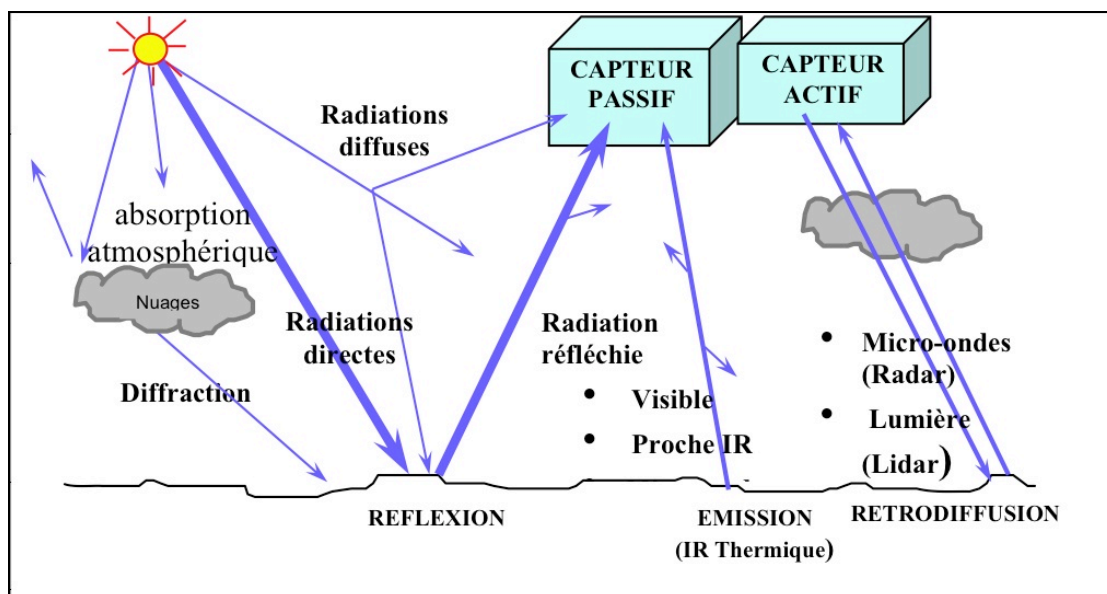 CAPTEUR
PASSIF
CAPTEUR
ACTIF
Radiations
diffuses
absorption
atmosphérique
Nuages
Radiations
directes
Diffraction
Radiation
réfléchie
• Visible
• Proche IR
• Micro-ondes
(Radar)
• Lumière
(Lidar)
REFLEXION
EMISSION
(IR Thermique)
RETRODIFFUSION